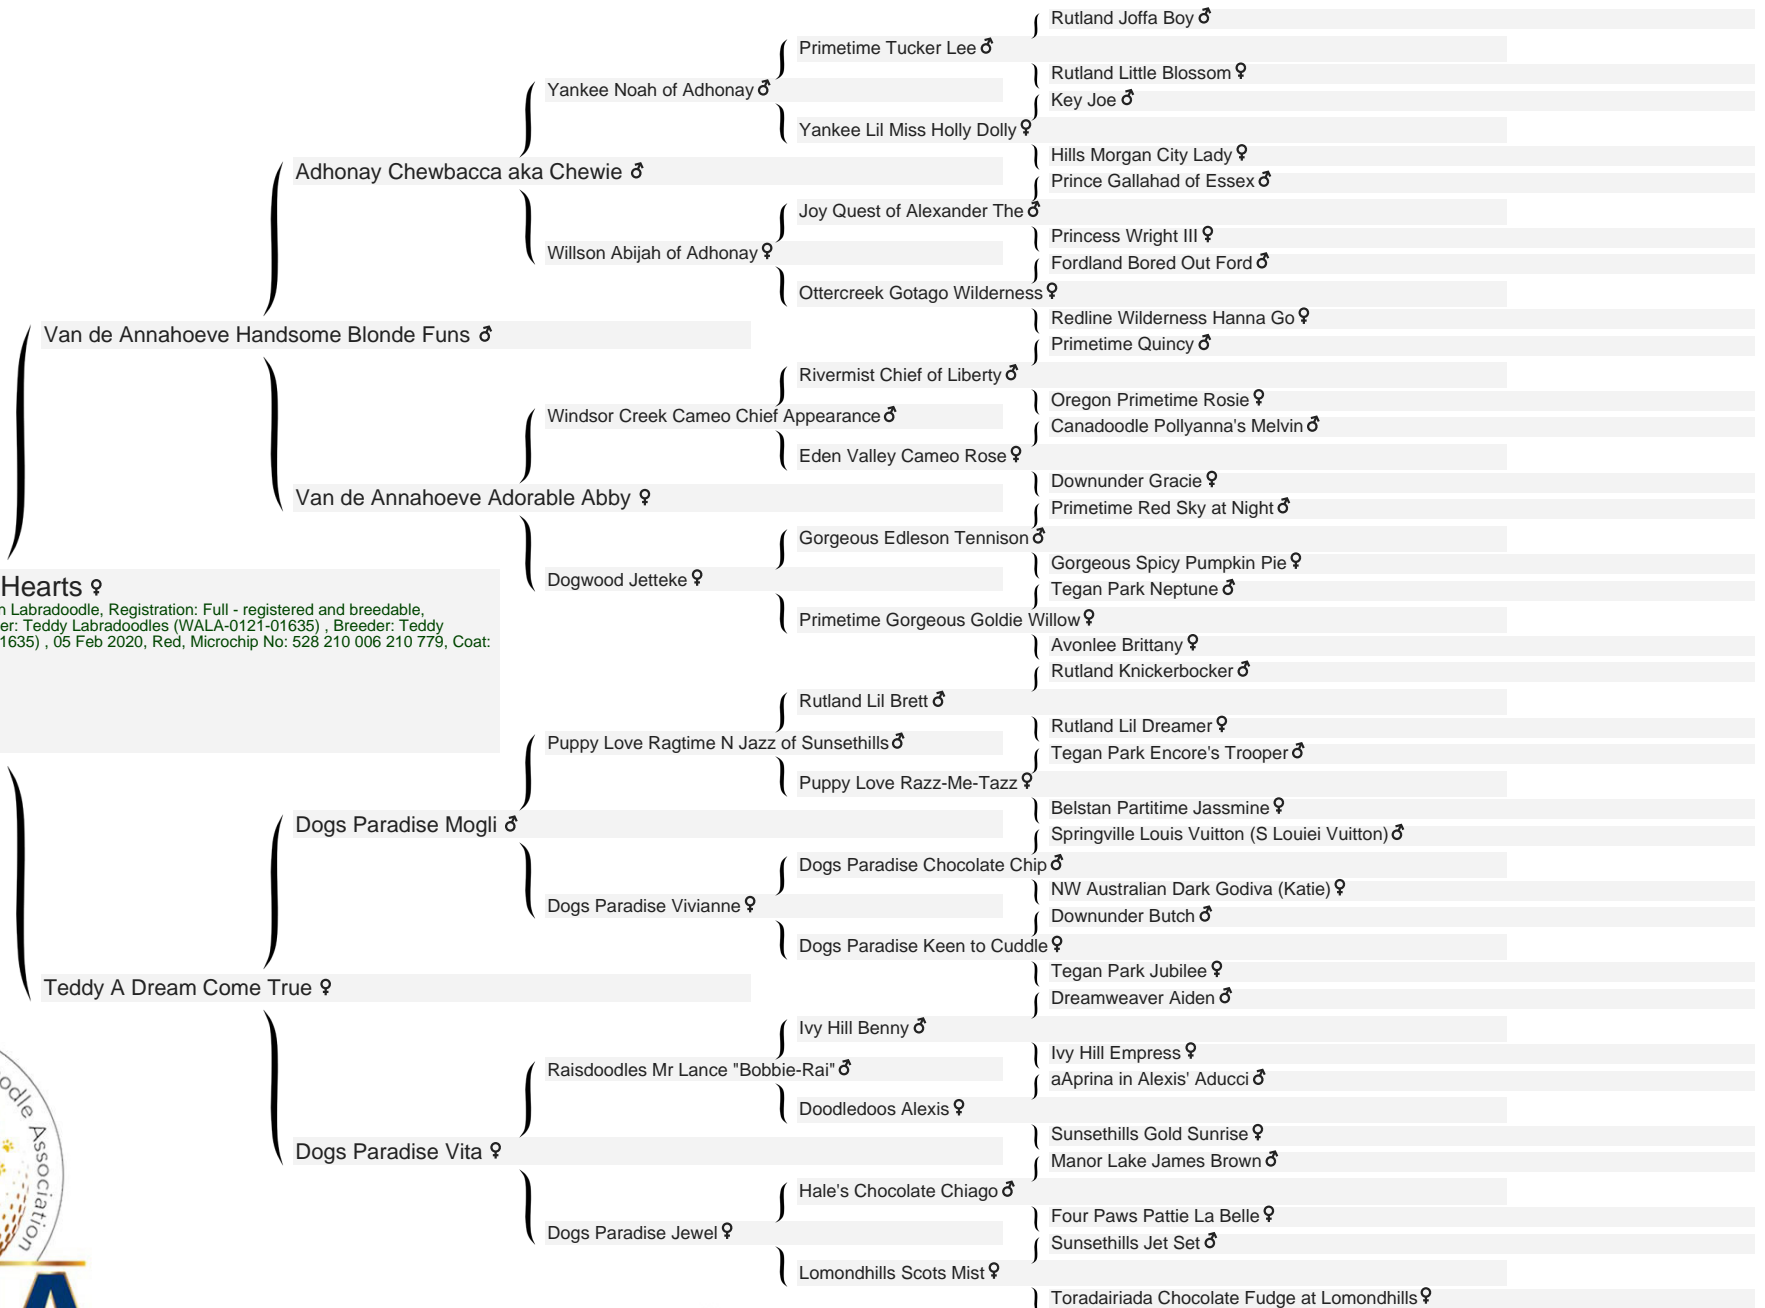 Rutland Joffa Boy ♂
Primetime Tucker Lee ♂
Rutland Little Blossom ♀
Yankee Noah of Adhonay ♂
Key Joe ♂
Yankee Lil Miss Holly Dolly ♀
Hills Morgan City Lady ♀
Adhonay Chewbacca aka Chewie ♂
Prince Gallahad of Essex ♂
Joy Quest of Alexander The ♂
Princess Wright III ♀
Willson Abijah of Adhonay ♀
Fordland Bored Out Ford ♂
Ottercreek Gotago Wilderness ♀
Redline Wilderness Hanna Go ♀
Van de Annahoeve Handsome Blonde Funs ♂
Primetime Quincy ♂
Rivermist Chief of Liberty ♂
Oregon Primetime Rosie ♀
Windsor Creek Cameo Chief Appearance ♂
Canadoodle Pollyanna's Melvin ♂
Eden Valley Cameo Rose ♀
Downunder Gracie ♀
Van de Annahoeve Adorable Abby ♀
Primetime Red Sky at Night ♂
Gorgeous Edleson Tennison ♂
Gorgeous Spicy Pumpkin Pie ♀
Dogwood Jetteke ♀
Tegan Park Neptune ♂
Primetime Gorgeous Goldie Willow ♀
Avonlee Brittany ♀
Hearts ♀
n Labradoodle, Registration: Full - registered and breedable,
er: Teddy Labradoodles (WALA-0121-01635) , Breeder: Teddy
1635) , 05 Feb 2020, Red, Microchip No: 528 210 006 210 779, Coat:
Rutland Knickerbocker ♂
Rutland Lil Brett ♂
Rutland Lil Dreamer ♀
Puppy Love Ragtime N Jazz of Sunsethills ♂
Tegan Park Encore's Trooper ♂
Puppy Love Razz-Me-Tazz ♀
Belstan Partitime Jassmine ♀
Dogs Paradise Mogli ♂
Springville Louis Vuitton (S Louiei Vuitton) ♂
Dogs Paradise Chocolate Chip ♂
NW Australian Dark Godiva (Katie) ♀
Dogs Paradise Vivianne ♀
Downunder Butch ♂
Dogs Paradise Keen to Cuddle ♀
Tegan Park Jubilee ♀
Teddy A Dream Come True ♀
Dreamweaver Aiden ♂
Ivy Hill Benny ♂
Ivy Hill Empress ♀
Raisdoodles Mr Lance "Bobbie-Rai" ♂
aAprina in Alexis' Aducci ♂
Doodledoos Alexis ♀
Sunsethills Gold Sunrise ♀
Dogs Paradise Vita ♀
Manor Lake James Brown ♂
Hale's Chocolate Chiago ♂
Four Paws Pattie La Belle ♀
Dogs Paradise Jewel ♀
Sunsethills Jet Set ♂
Lomondhills Scots Mist ♀
Toradairiada Chocolate Fudge at Lomondhills ♀
odle Association
A